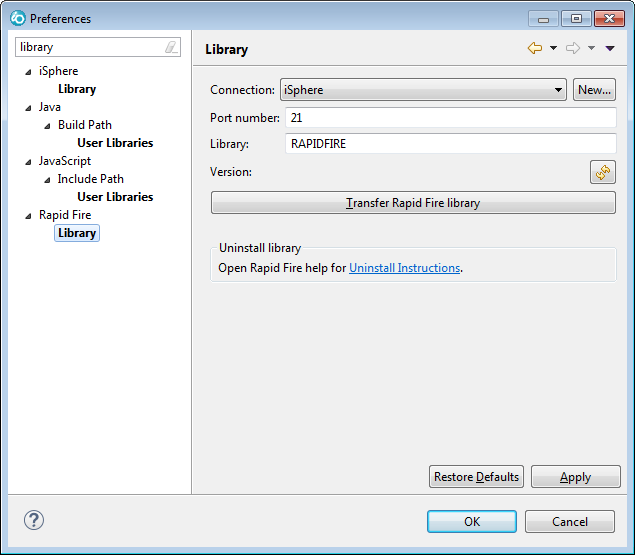 Preferences
library
iSphere
Library
Java
Build Path
User Libraries
JavaScript
Include Path
User Libraries
Rapid Fire
Library
Library
Connection: iSphere New...
Port number: 21
Library: RAPIDFIRE
Version:
Transfer Rapid Fire library
Uninstall library
Open Rapid Fire help for Uninstall Instructions.
Restore Defaults Apply
? OK Cancel